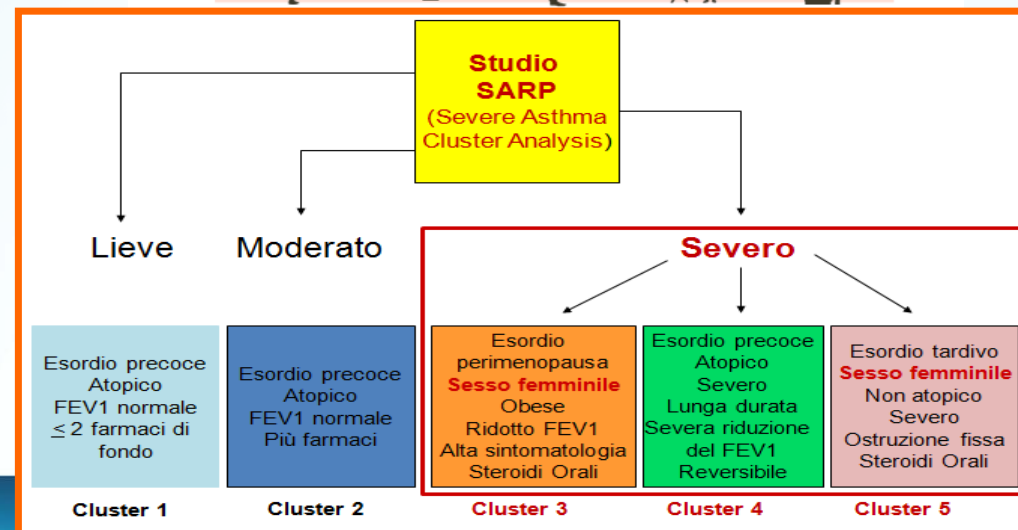 Studio
SARP
(Severe Asthma
Cluster Analysis)
Lieve
Moderato
Severo
Esordio precoce
Atopico
FEV1 normale
≤ 2 farmaci di
fondo
Esordio precoce
Atopico
FEV1 normale
Più farmaci
Esordio
perimenopausa
Sesso femminile
Obese
Ridotto FEV1
Alta sintomatologia
Steroidi Orali
Esordio precoce
Atopico
Severo
Lunga durata
Severa riduzione
del FEV1
Reversibile
Esordio tardivo
Sesso femminile
Non atopico
Severo
Ostruzione fissa
Steroidi Orali
Cluster 1
Cluster 2
Cluster 3
Cluster 4
Cluster 5